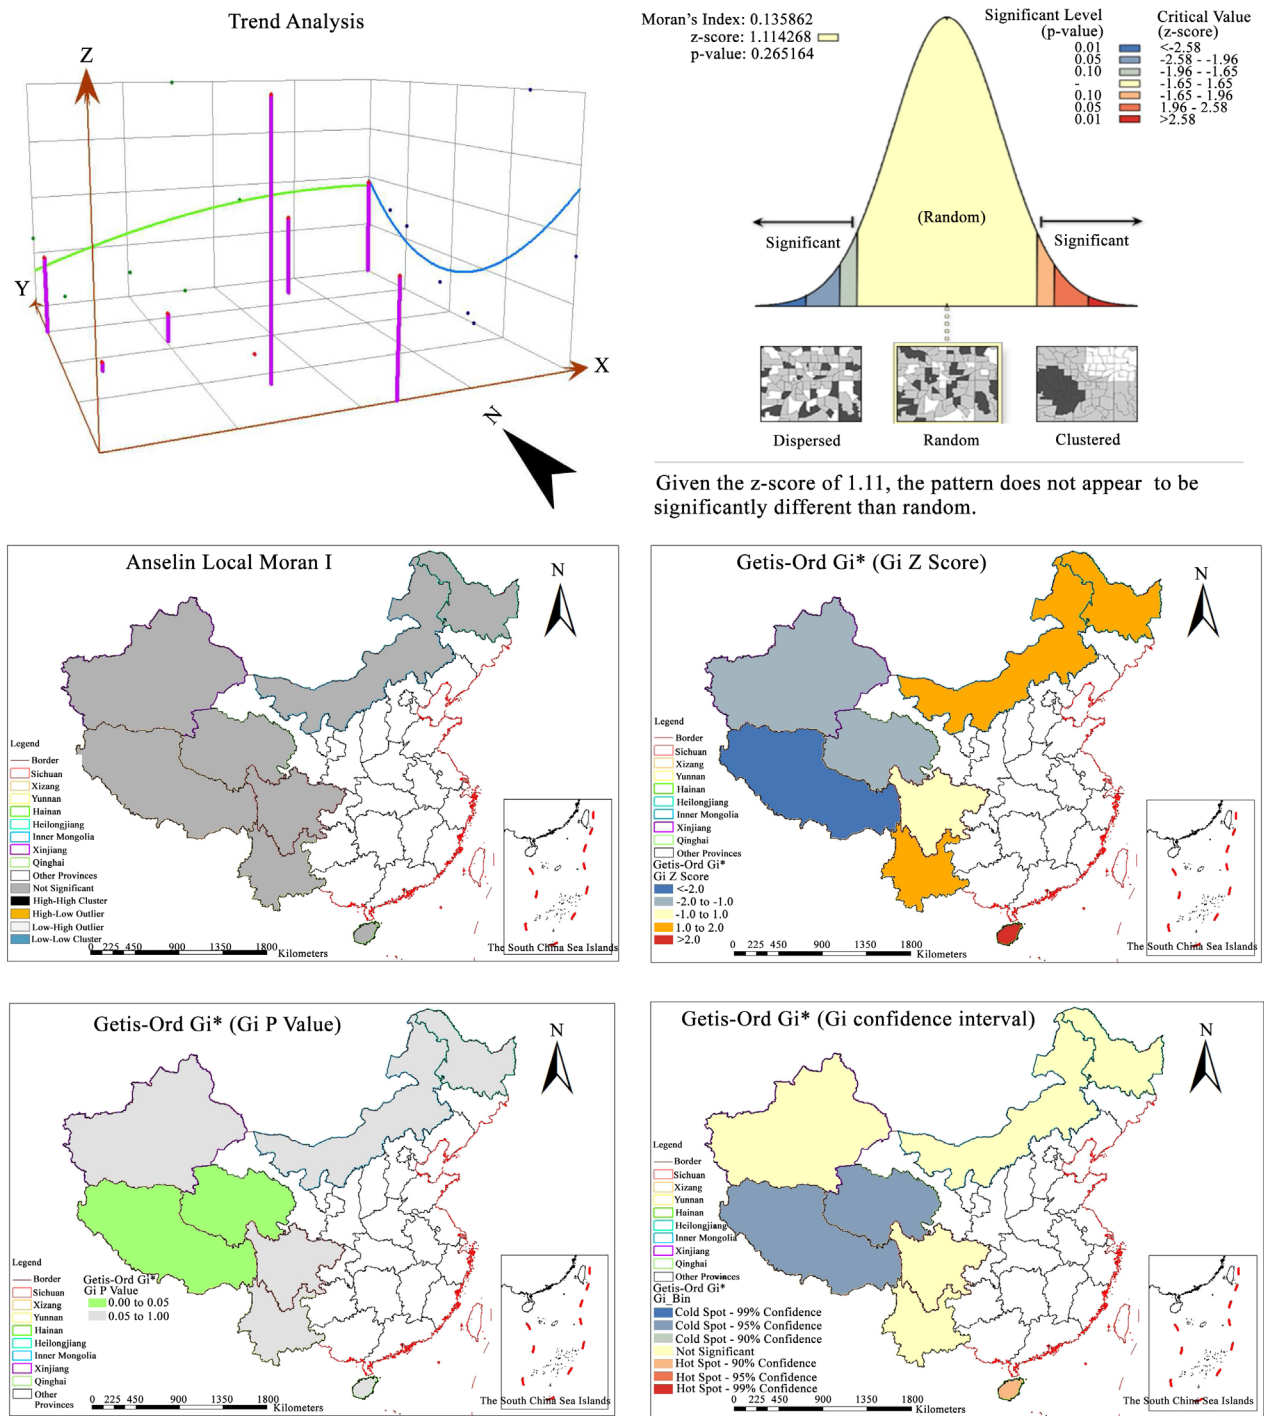 Trend Analysis
Z
Y
X
N
Moran's Index: 0.135862
z-score: 1.114268
p-value: 0.265164
Significant Level
(p-value)
Critical Value
(z-score)
0.01 <-2.58
0.05 -2.58 - -1.96
0.10 -1.96 - -1.65
- -1.65 - 1.65
0.10 -1.65 - 1.96
0.05 1.96 - 2.58
0.01 >2.58
(Random)
Significant
Significant
Dispersed
Random
Clustered
Given the z-score of 1.11, the pattern does not appear to be
significantly different than random.
Anselin Local Moran I
N
Legend
Border
Sichuan
Xizang
Yunnan
Hainan
Heilongjiang
Inner Mongolia
Xinjiang
Qinghai
Other Provinces
Not Significant
High-High Cluster
High-Low Outlier
Low-High Outlier
Low-Low Cluster
0 225 450 900 1350 1800
Kilometers
The South China Sea Islands
Getis-Ord Gi* (Gi Z Score)
N
Legend
Border
Sichuan
Xizang
Yunnan
Hainan
Heilongjiang
Inner Mongolia
Xinjiang
Qinghai
Other Provinces
Getis-Ord Gi*
Gi Z Score
<-2.0
-2.0 to -1.0
-1.0 to 1.0
1.0 to 2.0
>2.0
0 225 450 900 1350 1800
Kilometers
The South China Sea Islands
Getis-Ord Gi* (Gi P Value)
N
Legend
Border
Sichuan
Xizang
Yunnan
Hainan
Heilongjiang
Inner Mongolia
Xinjiang
Qinghai
Other
Provinces
Getis-Ord Gi*
Gi P Value
0.00 to 0.05
0.05 to 1.00
0 225 450 900 1350 1800
Kilometers
The South China Sea Islands
Getis-Ord Gi* (Gi confidence interval)
N
Legend
Border
Sichuan
Xizang
Yunnan
Hainan
Heilongjiang
Inner Mongolia
Xinjiang
Qinghai
Other Provinces
Getis-Ord Gi*
Gi_Bin
Cold Spot - 99% Confidence
Cold Spot - 95% Confidence
Cold Spot - 90% Confidence
Not Significant
Hot Spot - 90% Confidence
Hot Spot - 95% Confidence
Hot Spot - 99% Confidence
0 225 450 900 1350 1800
Kilometers
The South China Sea Islands